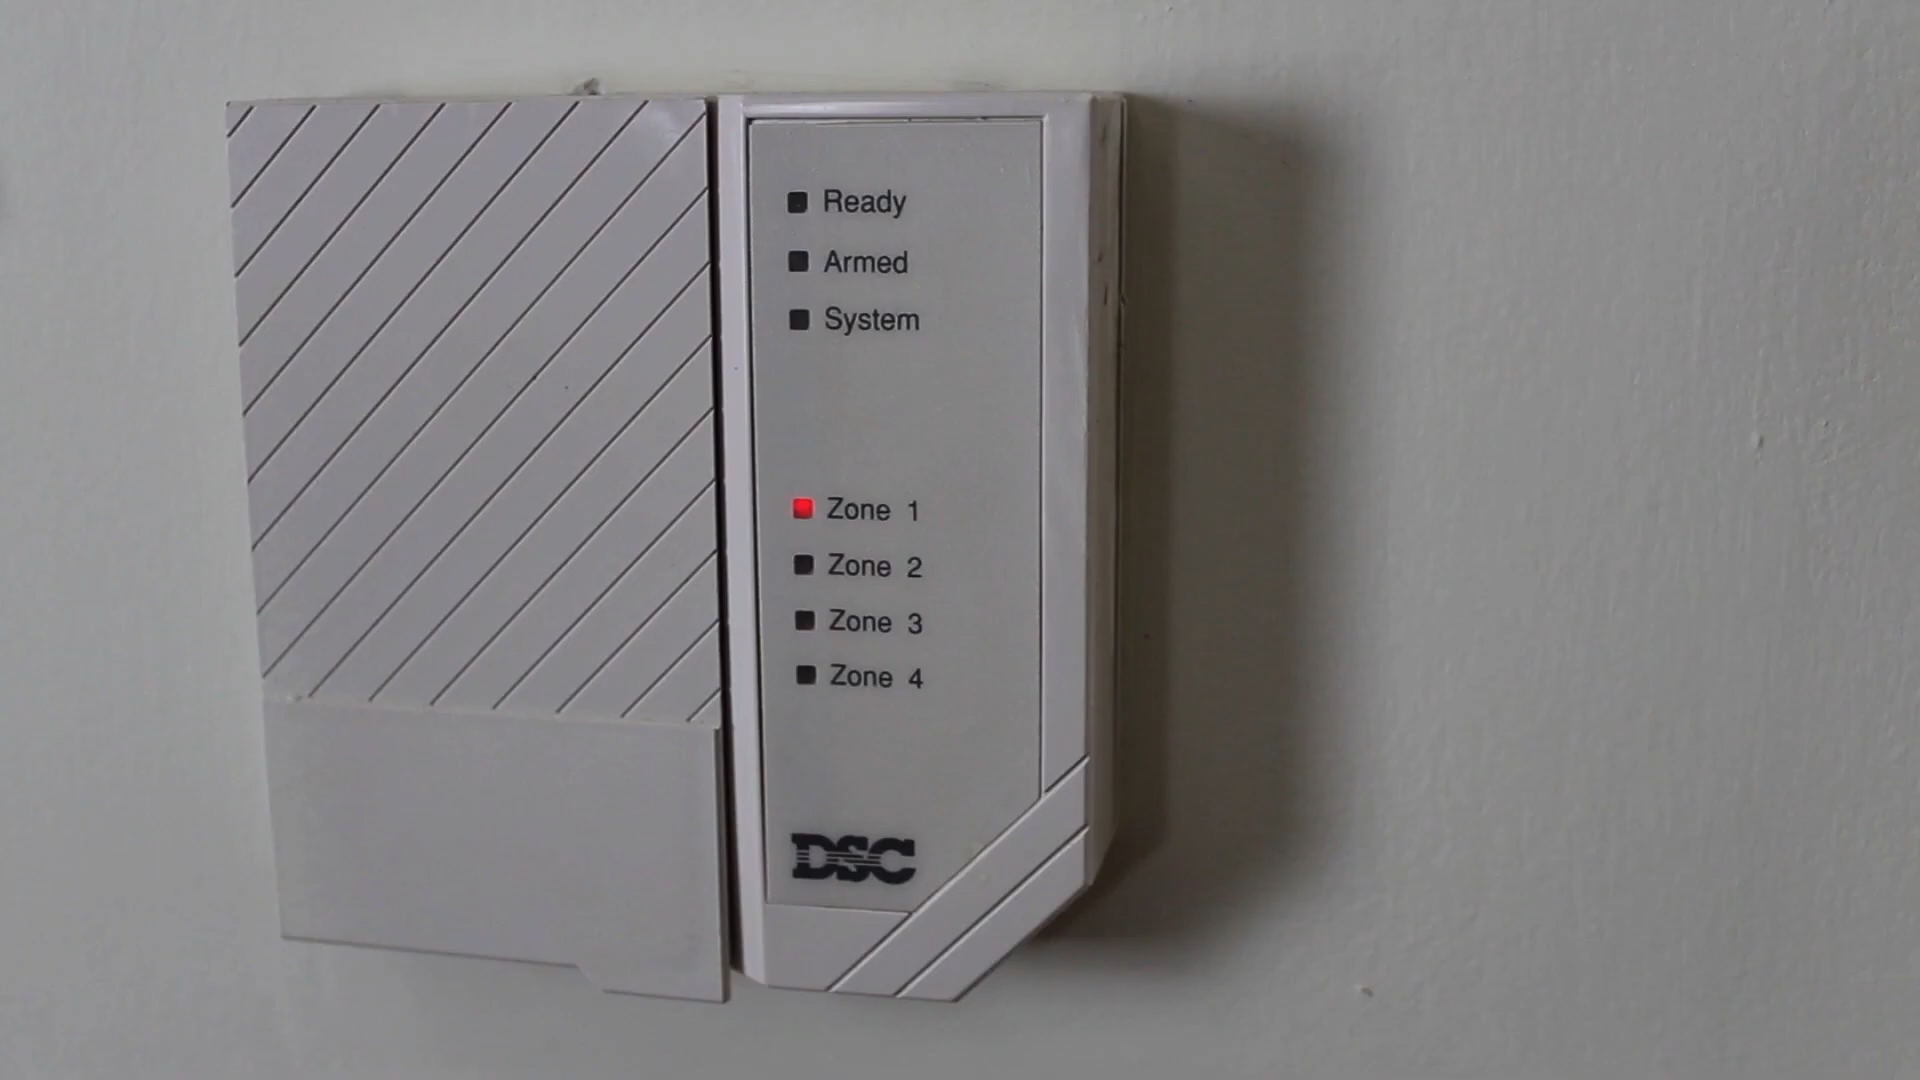 Ready
Armed
System
Zone 1
Zone 2
Zone 3
Zone 4
DSC